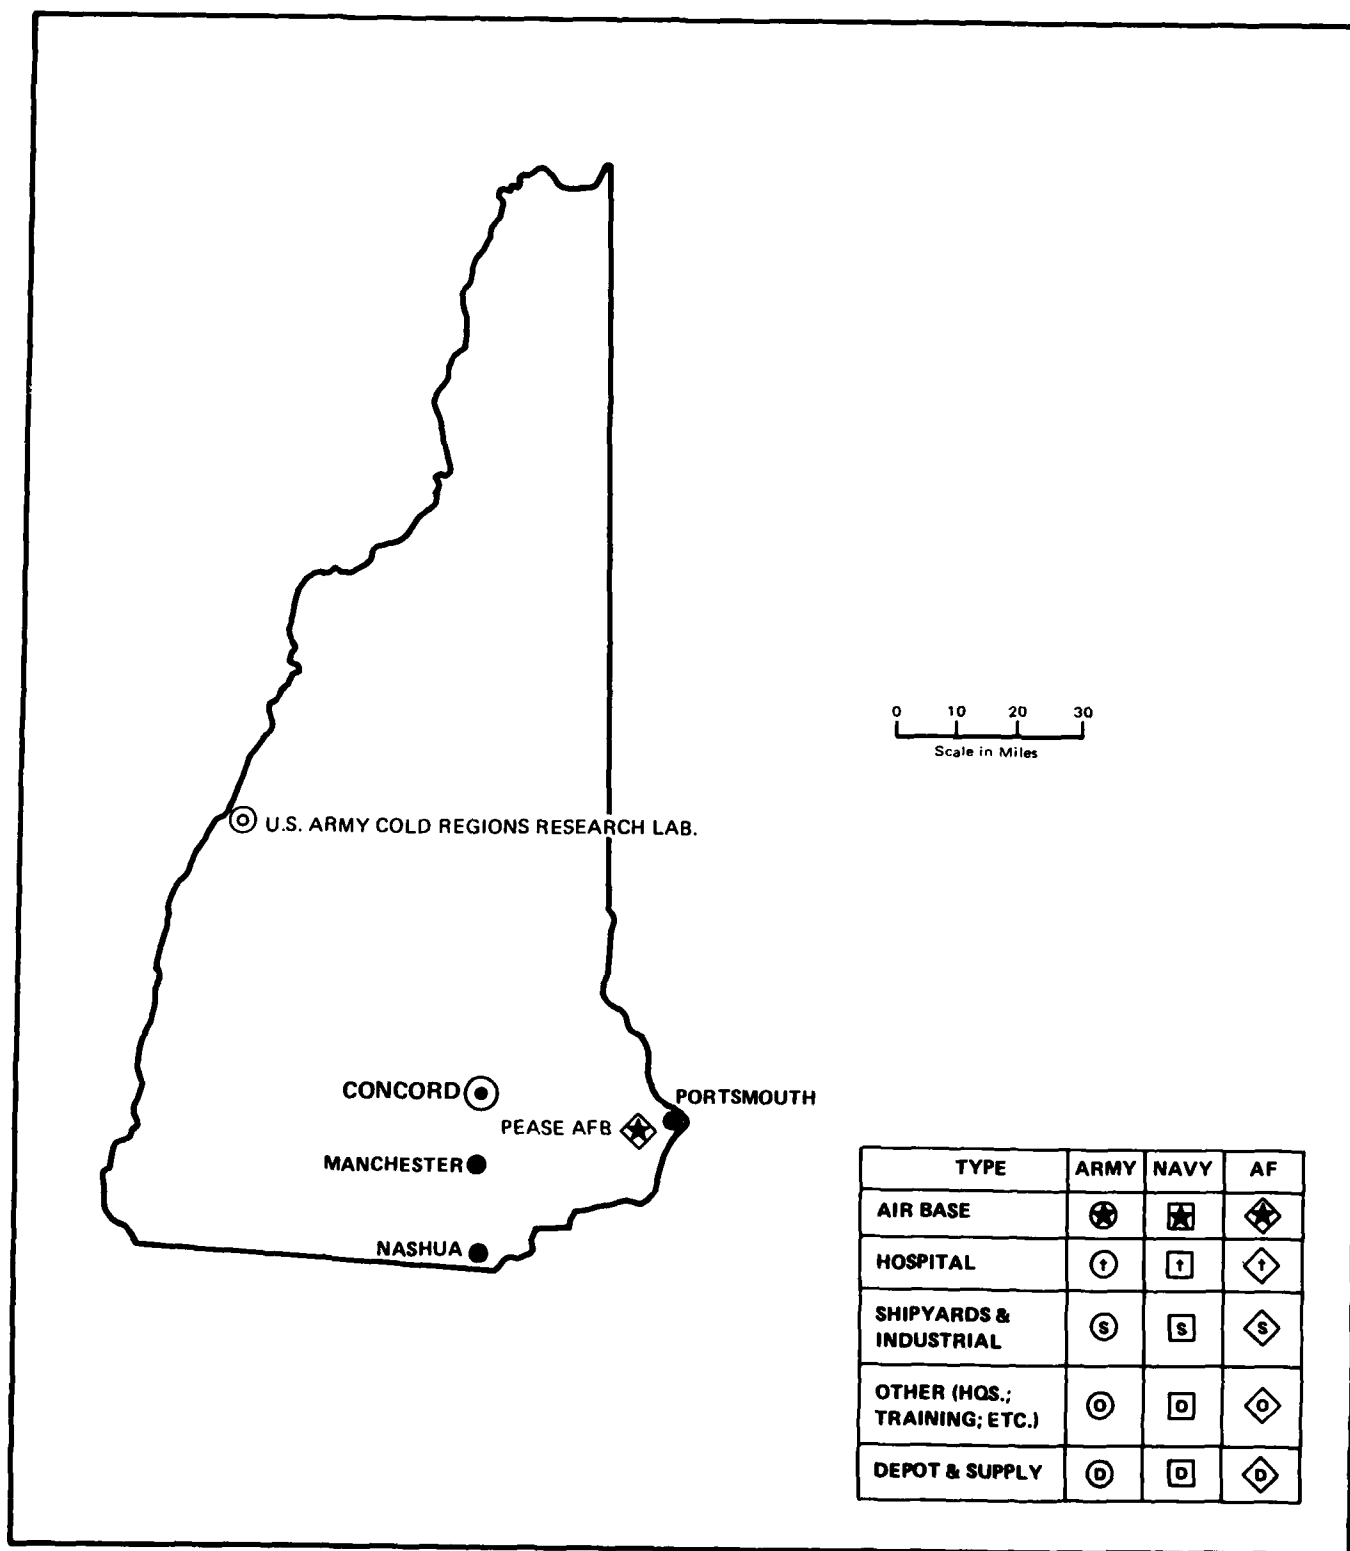 0 10 20 30
Scale in Miles
U.S. ARMY COLD REGIONS RESEARCH LAB.
CONCORD
PORTSMOUTH
PEASE AFB
MANCHESTER
NASHUA
TYPE ARMY NAVY AF
AIR BASE
HOSPITAL † † †
SHIPYARDS &
INDUSTRIAL S S S
OTHER (HQS.;
TRAINING; ETC.) O O O
DEPOT & SUPPLY D D D